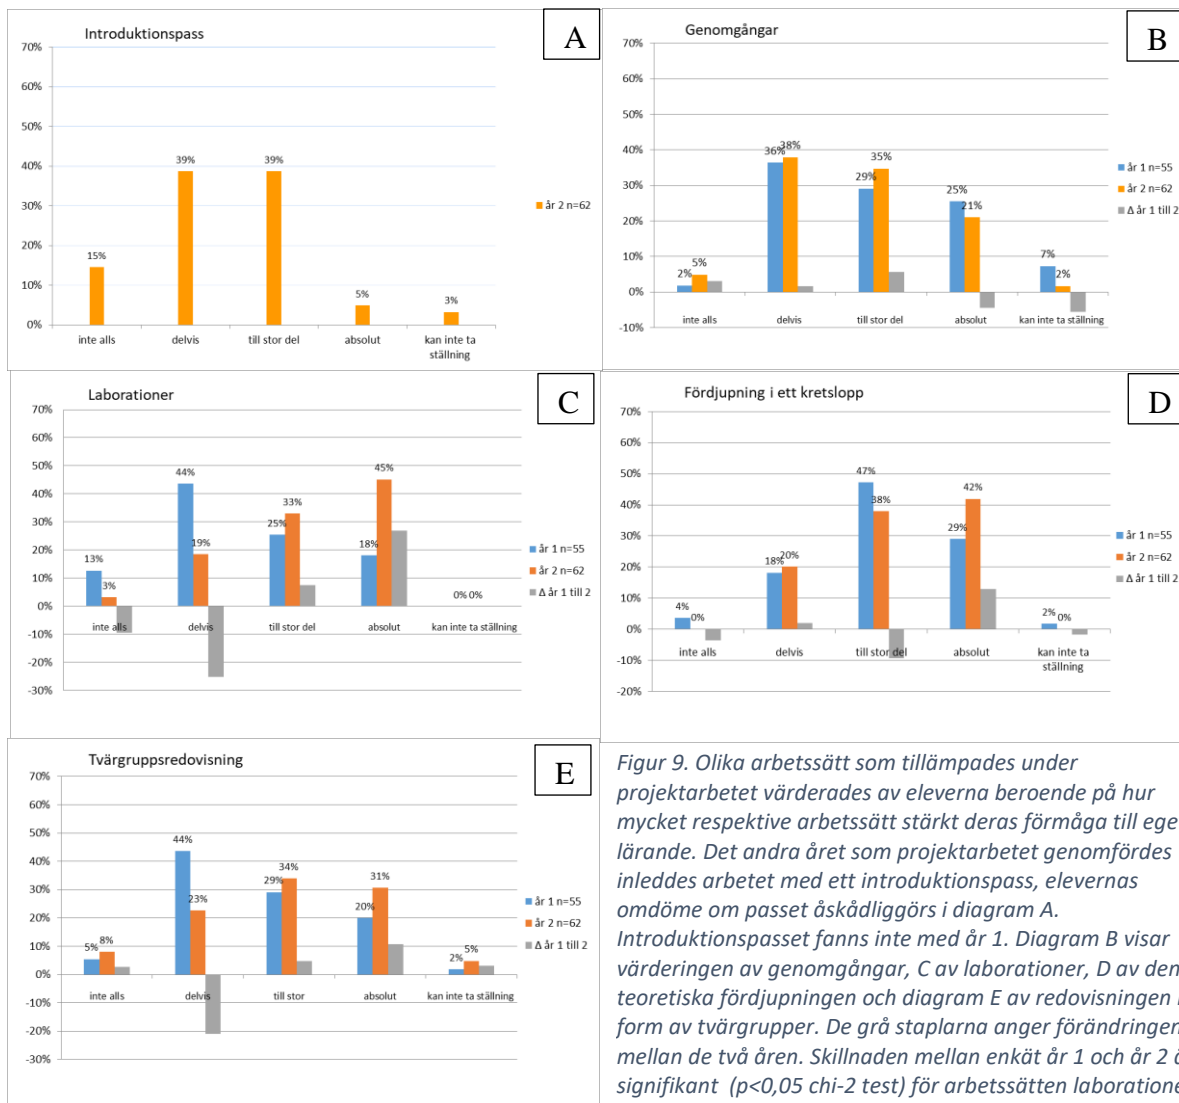 Introduktionspass
A
70%
60%
50%
40%
30%
20%
10%
0%
15%
39%
39%
5%
3%
inte alls
delvis
till stor del
absolut
kan inte ta
ställning
år 2 n=62
Genomgångar
B
70%
60%
50%
40%
30%
20%
10%
0%
-10%
2%
5%
36%
38%
29%
35%
25%
21%
7%
2%
inte alls
delvis
till stor del
absolut
kan inte ta ställning
år 1 n=55
år 2 n=62
Δ år 1 till 2
Laborationer
C
70%
60%
50%
40%
30%
20%
10%
0%
-10%
-20%
-30%
13%
3%
44%
19%
25%
33%
18%
45%
0% 0%
inte alls
delvis
till stor del
absolut
kan inte ta ställning
år 1 n=55
år 2 n=62
Δ år 1 till 2
Fördjupning i ett kretslopp
D
70%
60%
50%
40%
30%
20%
10%
0%
-10%
-20%
4%
0%
18%
20%
47%
38%
29%
42%
2%
0%
inte alls
delvis
till stor del
absolut
kan inte ta
ställning
år 1 n=55
år 2 n=62
Δ år 1 till 2
Tvärgruppsredovisning
E
70%
60%
50%
40%
30%
20%
10%
0%
-10%
-20%
-30%
5%
8%
44%
23%
29%
34%
20%
31%
2%
5%
inte alls
delvis
till stor
absolut
kan inte ta ställning
år 1 n=55
år 2 n=62
Δ år 1 till 2
Figur 9. Olika arbetssätt som tillämpades under
projektarbetet värderades av eleverna beroende på hur
mycket respektive arbetssätt stärkt deras förmåga till ege
lärande. Det andra året som projektarbetet genomfördes
inleddes arbetet med ett introduktionspass, elevernas
omdöme om passet åskådliggörs i diagram A.
Introduktionspasset fanns inte med år 1. Diagram B visar
värderingen av genomgångar, C av laborationer, D av den
teoretiska fördjupningen och diagram E av redovisningen
form av tvärgrupper. De grå staplarna anger förändringen
mellan de två åren. Skillnaden mellan enkät år 1 och år 2
signifikant (p<0,05 chi-2 test) för arbetssätten laboratione